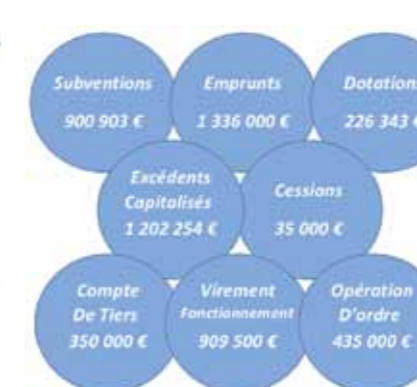 Subventions
900 903 €
Emprunts
1 336 000 €
Dotation
226 343 €
Excédents
Capitalisés
1 202 254 €
Cessions
35 000 €
Compte
De Tiers
350 000 €
Virement
Fonctionnement
909 500 €
Opération
D'ordre
435 000 €